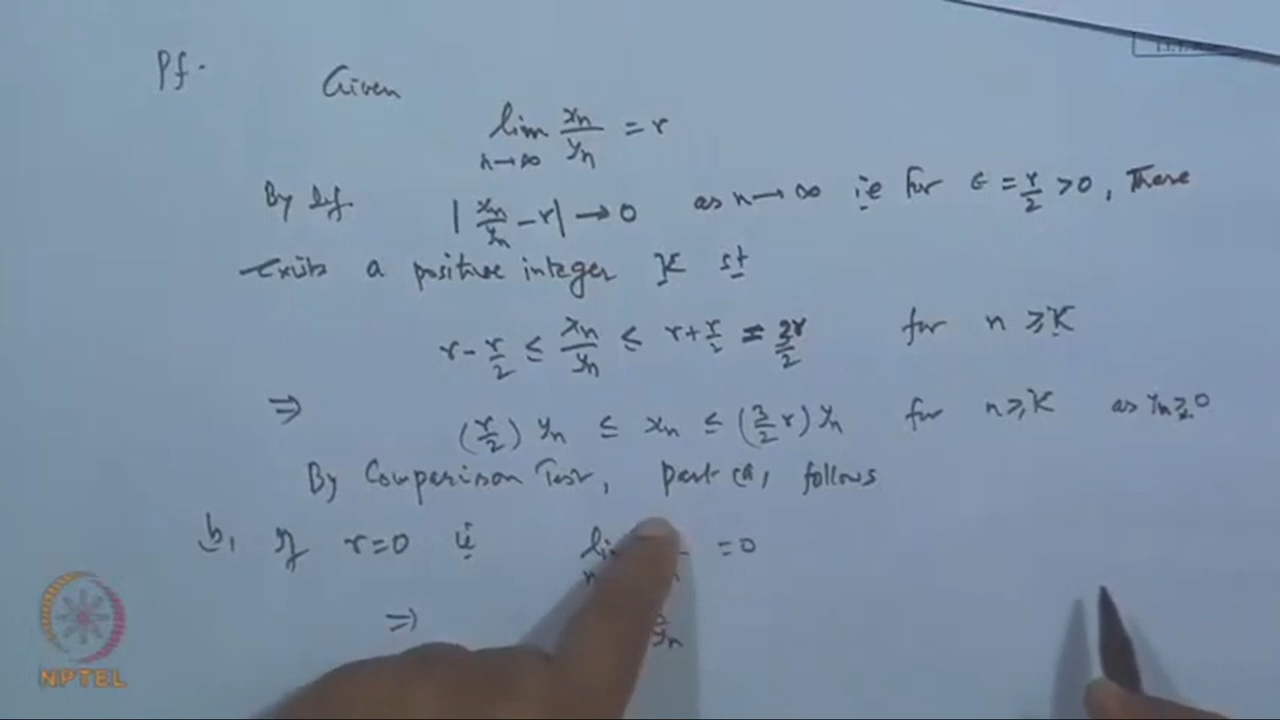 Pf.
Given
lim n→∞ xn/yn = r
By def. |xn/yn - r| → 0 as n → ∞ ie for ϵ = r/2 > 0, There
exists a positive integer K st
r - r/2 ≤ xn/yn ≤ r + r/2 = 3r/2 for n ≥ K
⇒ (r/2) yn ≤ xn ≤ (3/2 r) yn for n ≥ K as yn ≥ 0
By Comparison Test, part (a, follows
b, If r = 0 ie = 0
⇒ yn
NPTEL